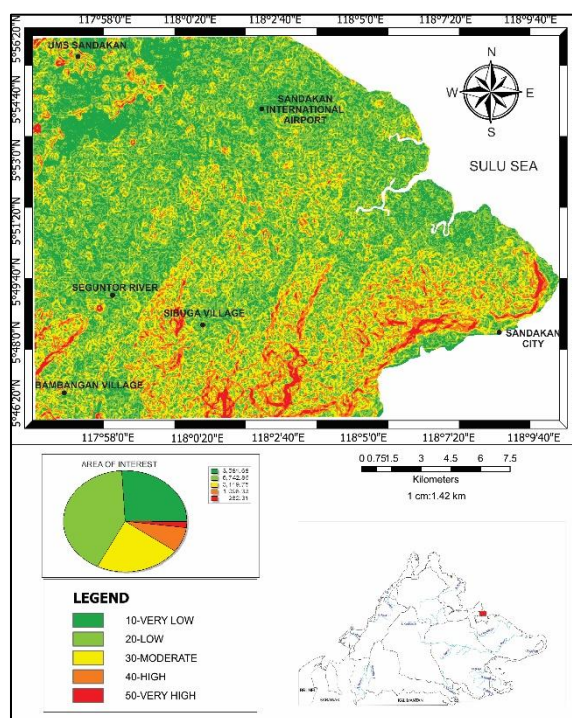 117°58'0"E 118°0'20"E 118°2'40"E 118°5'0"E 118°7'20"E 118°9'40"E
5°56'20"N
UMS SANDAKAN
5°54'40"N
SANDAKAN
INTERNATIONAL
AIRPORT
N
W E
S
5°53'0"N
SULU SEA
5°51'20"N
5°49'40"N
SEGUNTOR RIVER
SIBUGA VILLAGE
5°48'0"N
SANDAKAN
CITY
BAMBANGAN VILLAGE
5°46'20"N
117°58'0"E 118°0'20"E 118°2'40"E 118°5'0"E 118°7'20"E 118°9'40"E
AREA OF INTEREST
0 0.751.5 3 4.5 6 7.5
Kilometers
1 cm:1.42 km
LEGEND
10-VERY LOW
20-LOW
30-MODERATE
40-HIGH
50-VERY HIGH